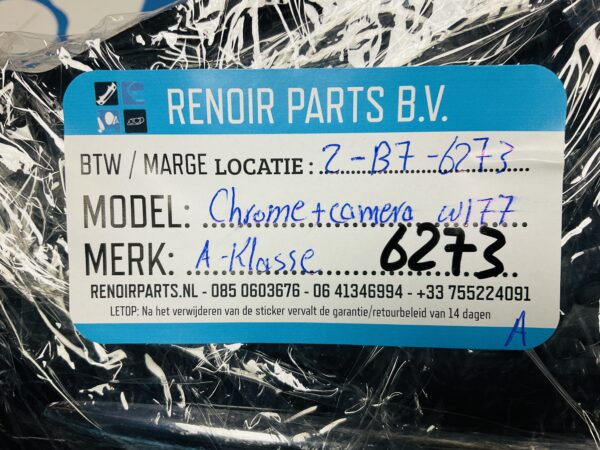 RENOIR PARTS B.V.
BTW / MARGE LOCATIE: 2-B7-6273
MODEL: Chrome + camera W177
MERK: A-Klasse 6273
RENOIRPARTS.NL - 085 0603676 - 06 41346994 - +33 755224091
LETOP: Na het verwijderen van de sticker vervalt de garantie/retourbeleid van 14 dagen
A